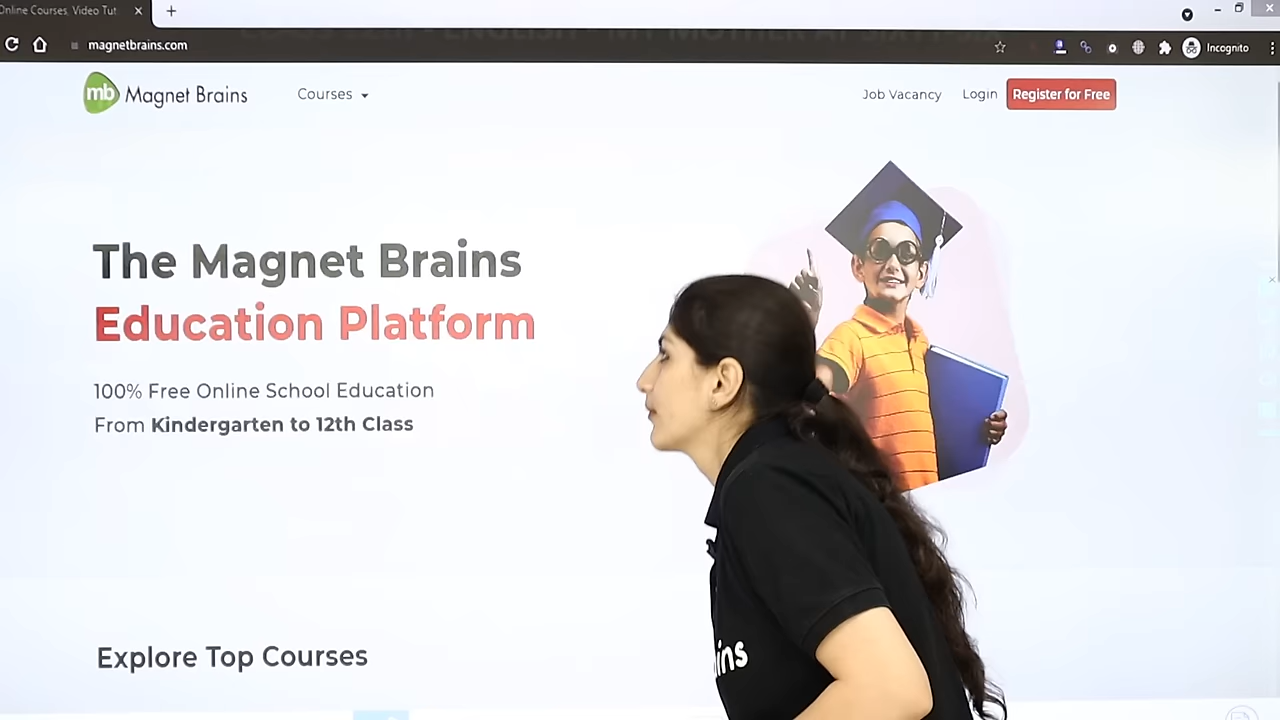 Online Courses, Video Tut
magnetbrains.com
Incognito
mb Magnet Brains
Courses
Job Vacancy
Login
Register for Free
The Magnet Brains
Education Platform
100% Free Online School Education
From Kindergarten to 12th Class
ins
Explore Top Courses